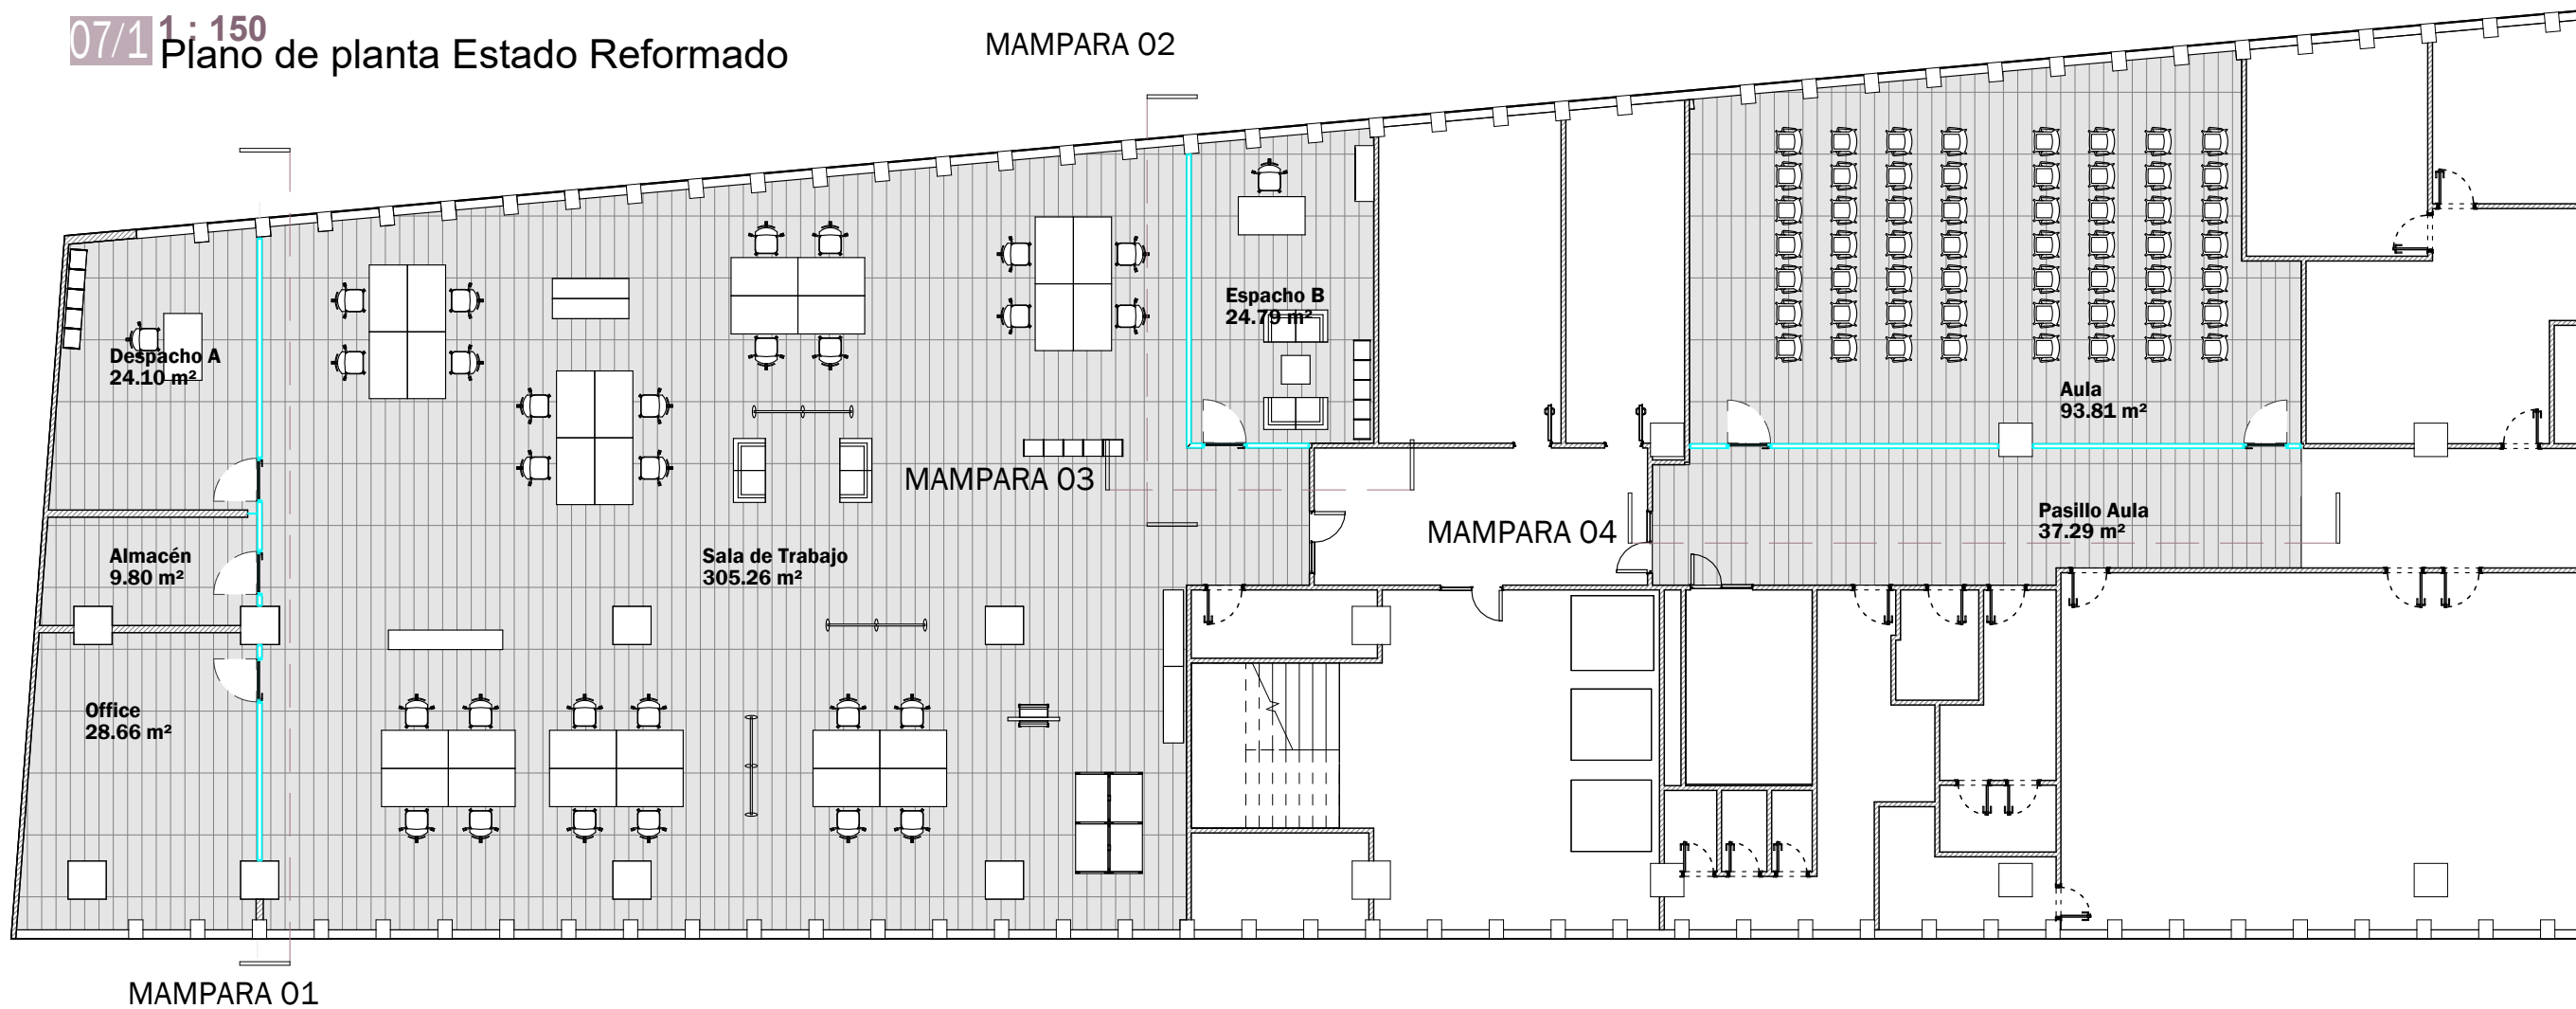 07/1 1 : 150
Plano de planta Estado Reformado
MAMPARA 02
Espacho B
24.79 m²
Despacho A
24.10 m²
Aula
93.81 m²
MAMPARA 03
MAMPARA 04
Pasillo Aula
37.29 m²
Almacén
9.80 m²
Sala de Trabajo
305.26 m²
Office
28.66 m²
MAMPARA 01